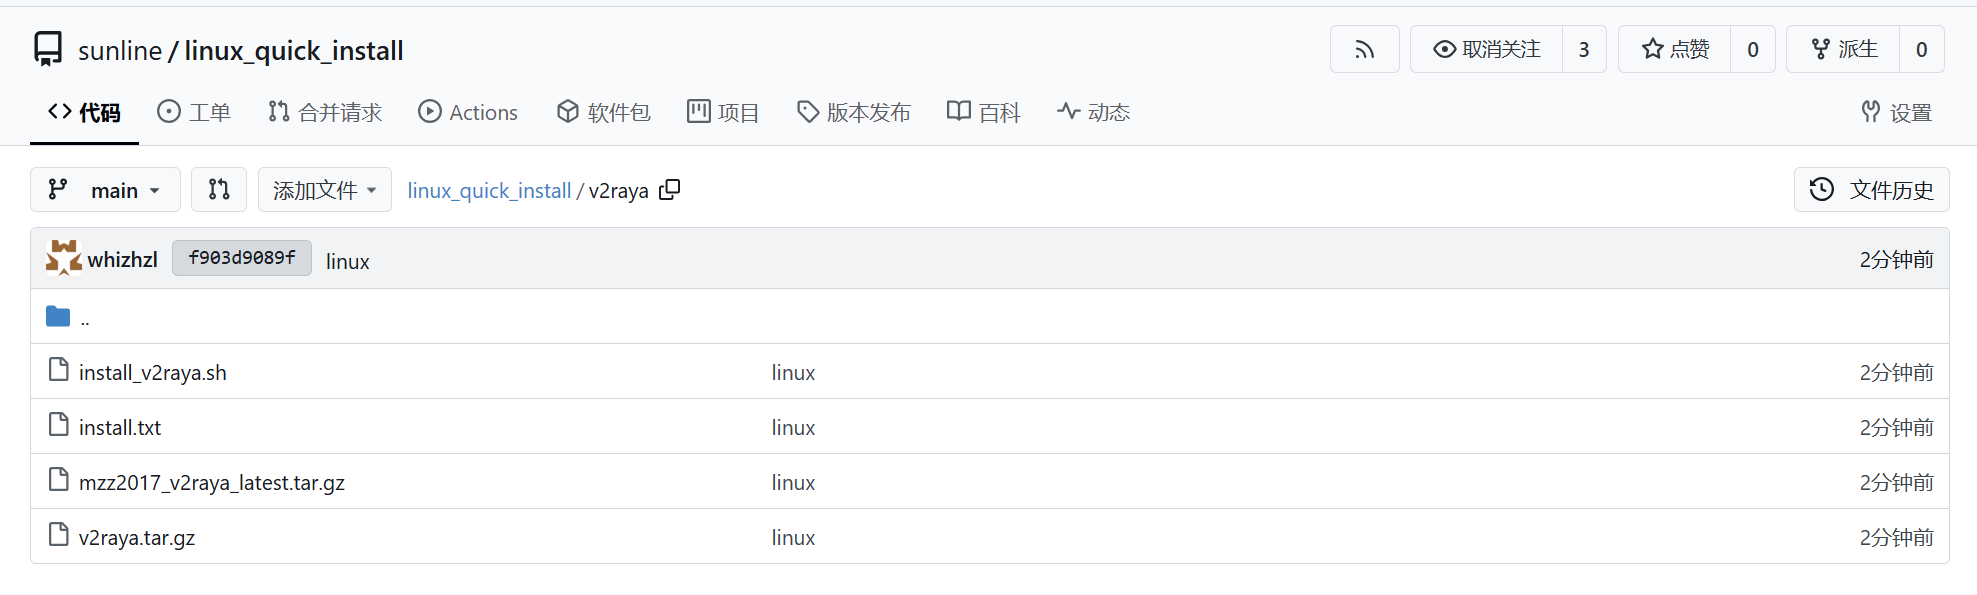 sunline / linux_quick_install
取消关注 3 点赞 0 派生 0
代码 工单 合并请求 Actions 软件包 项目 版本发布 百科 动态 设置
main 添加文件 linux_quick_install / v2raya 文件历史
whizhzl f903d9089f linux 2分钟前
..
install_v2raya.sh linux 2分钟前
install.txt linux 2分钟前
mzz2017_v2raya_latest.tar.gz linux 2分钟前
v2raya.tar.gz linux 2分钟前